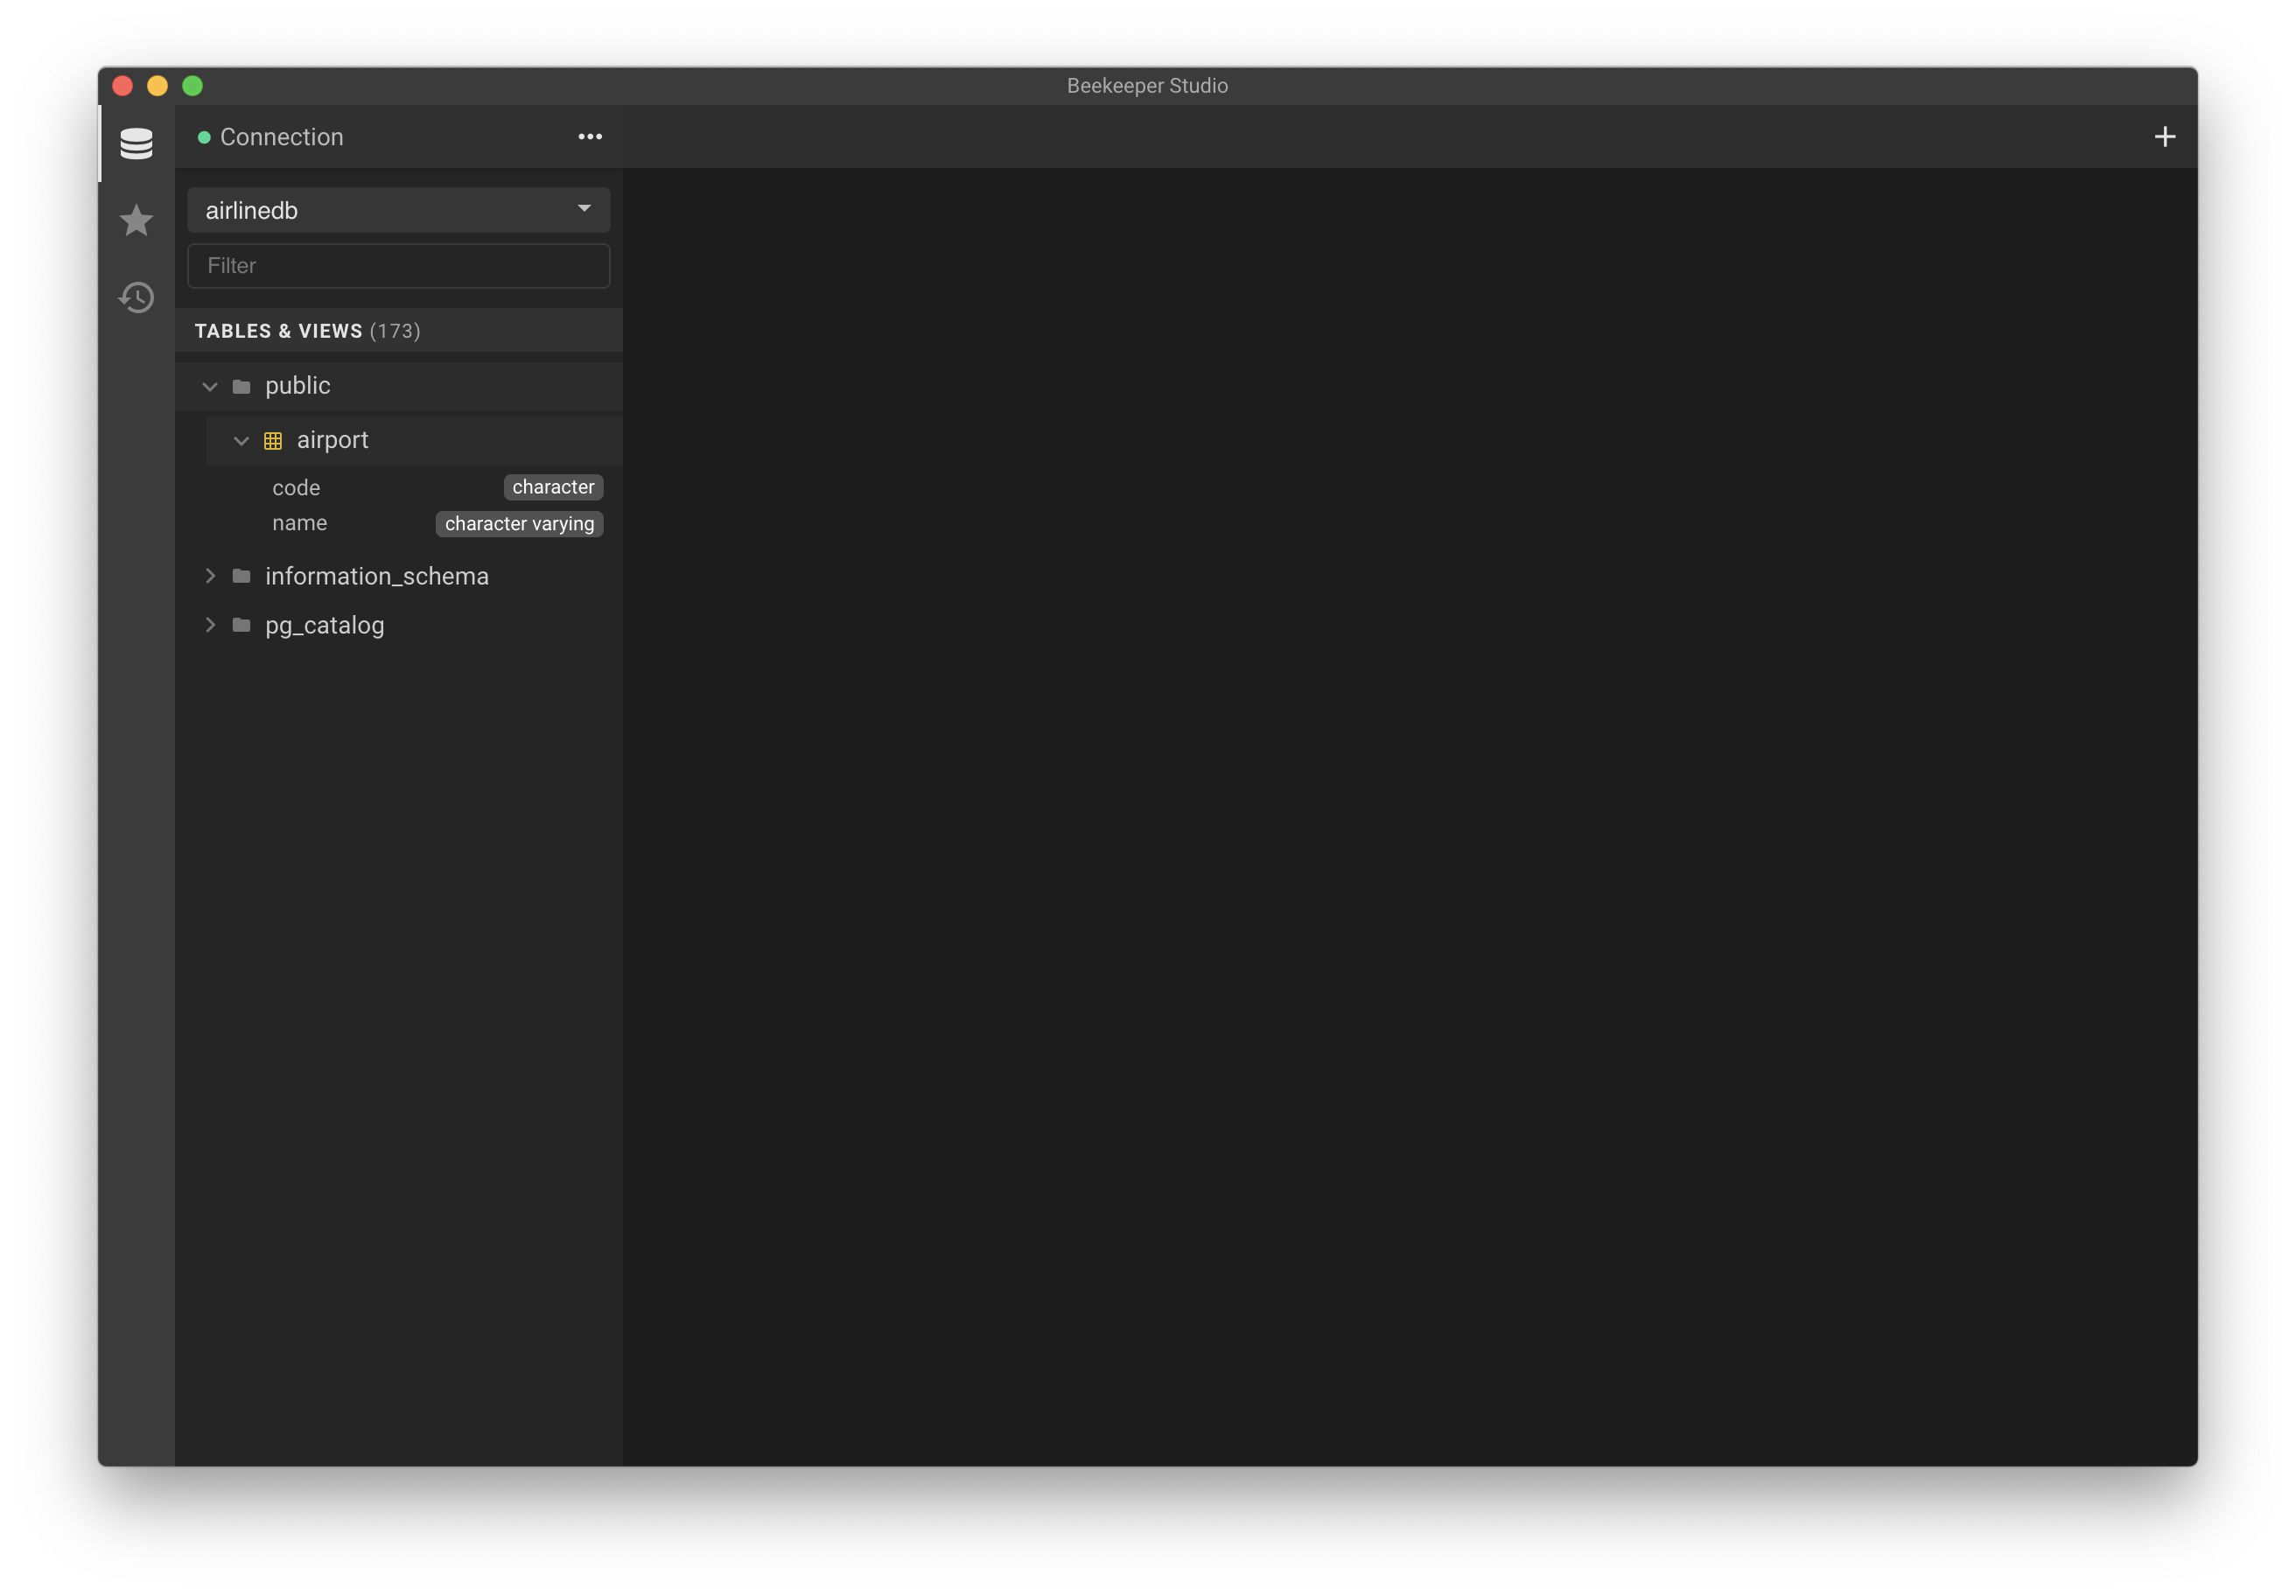 Beekeeper Studio
Connection
airlinedb
Filter
TABLES & VIEWS (173)
public
airport
code character
name character varying
information_schema
pg_catalog